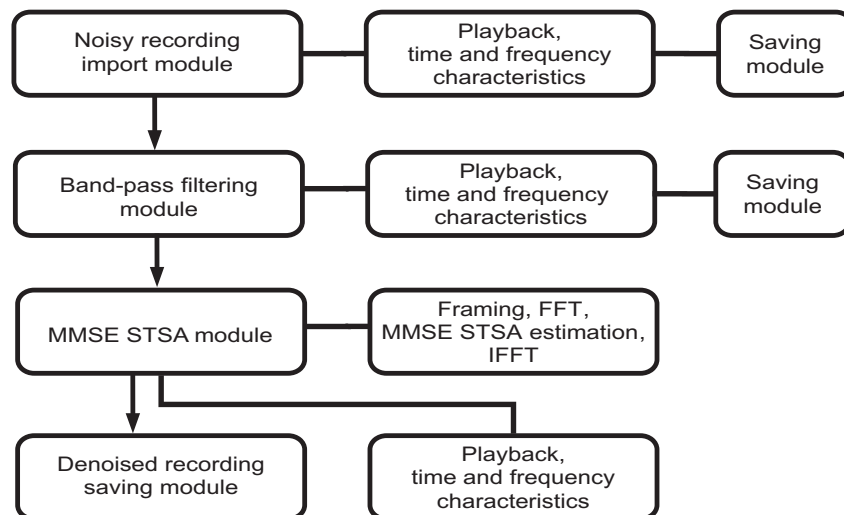 Noisy recording
import module
Playback,
time and frequency
characteristics
Saving
module
Band-pass filtering
module
Playback,
time and frequency
characteristics
Saving
module
MMSE STSA module
Framing, FFT,
MMSE STSA estimation,
IFFT
Denoised recording
saving module
Playback,
time and frequency
characteristics